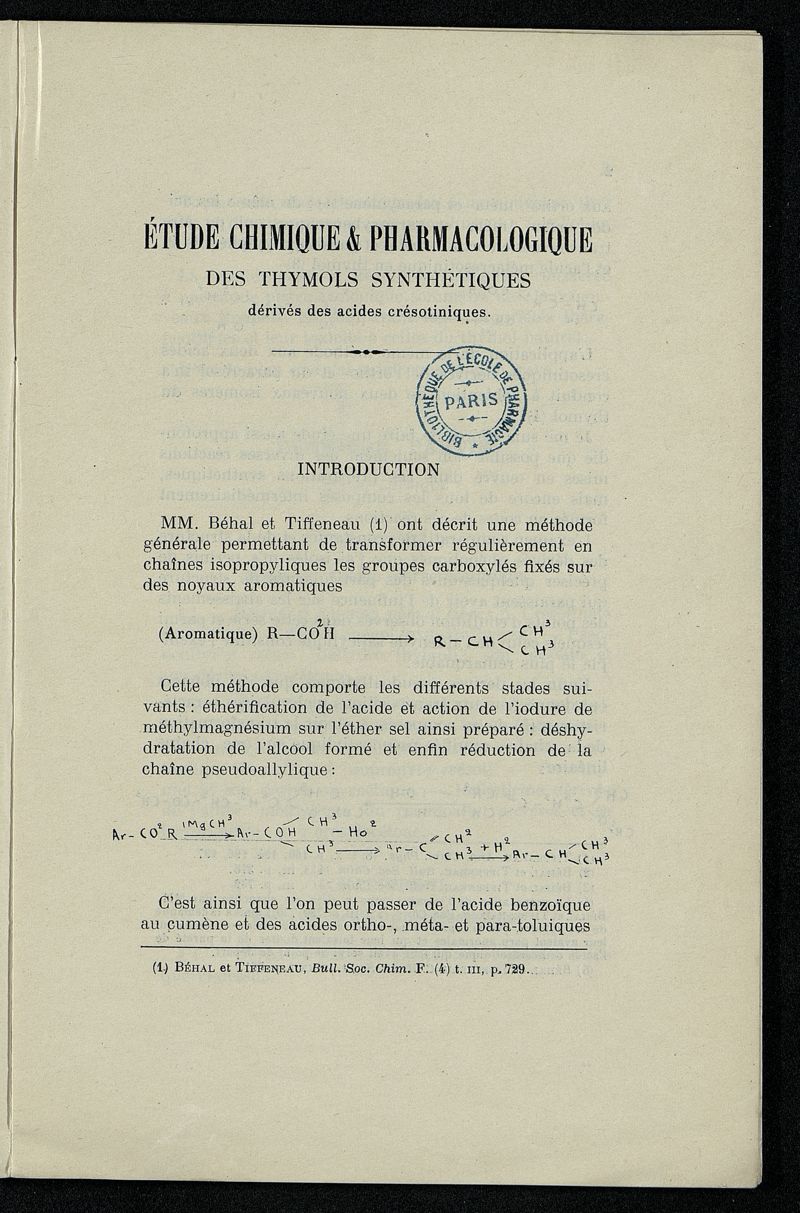 ÉTUDE CHIMIQUE & PHARMACOLOGIQUE
DES THYMOLS SYNTHÉTIQUES
dérivés des acides crésotiniques.
BIBLIOTHÈQUE DE L'ÉCOLE DE PHARMACIE
PARIS
INTRODUCTION
MM. Béhal et Tiffeneau (1) ont décrit une méthode
générale permettant de transformer régulièrement en
chaînes isopropyliques les groupes carboxylés fixés sur
des noyaux aromatiques
(Aromatique) R—CO²H ⟶ R — CH < CH³ CH³
Cette méthode comporte les différents stades sui-
vants : éthérification de l'acide et action de l'iodure de
méthylmagnésium sur l'éther sel ainsi préparé : déshy-
dratation de l'alcool formé et enfin réduction de la
chaîne pseudoallylique :
Ar — CO² R IMgCH³ ⟶ Ar — COH < CH³ CH³ — HO² ⟶ Ar — C < CH² CH³ + H² ⟶ Ar — CH < CH³ CH³
C'est ainsi que l'on peut passer de l'acide benzoïque
au cumène et des acides ortho-, méta- et para-toluiques
(1) BÉHAL et TIFFENEAU, Bull. Soc. Chim. F. (4) t. III, p. 729.